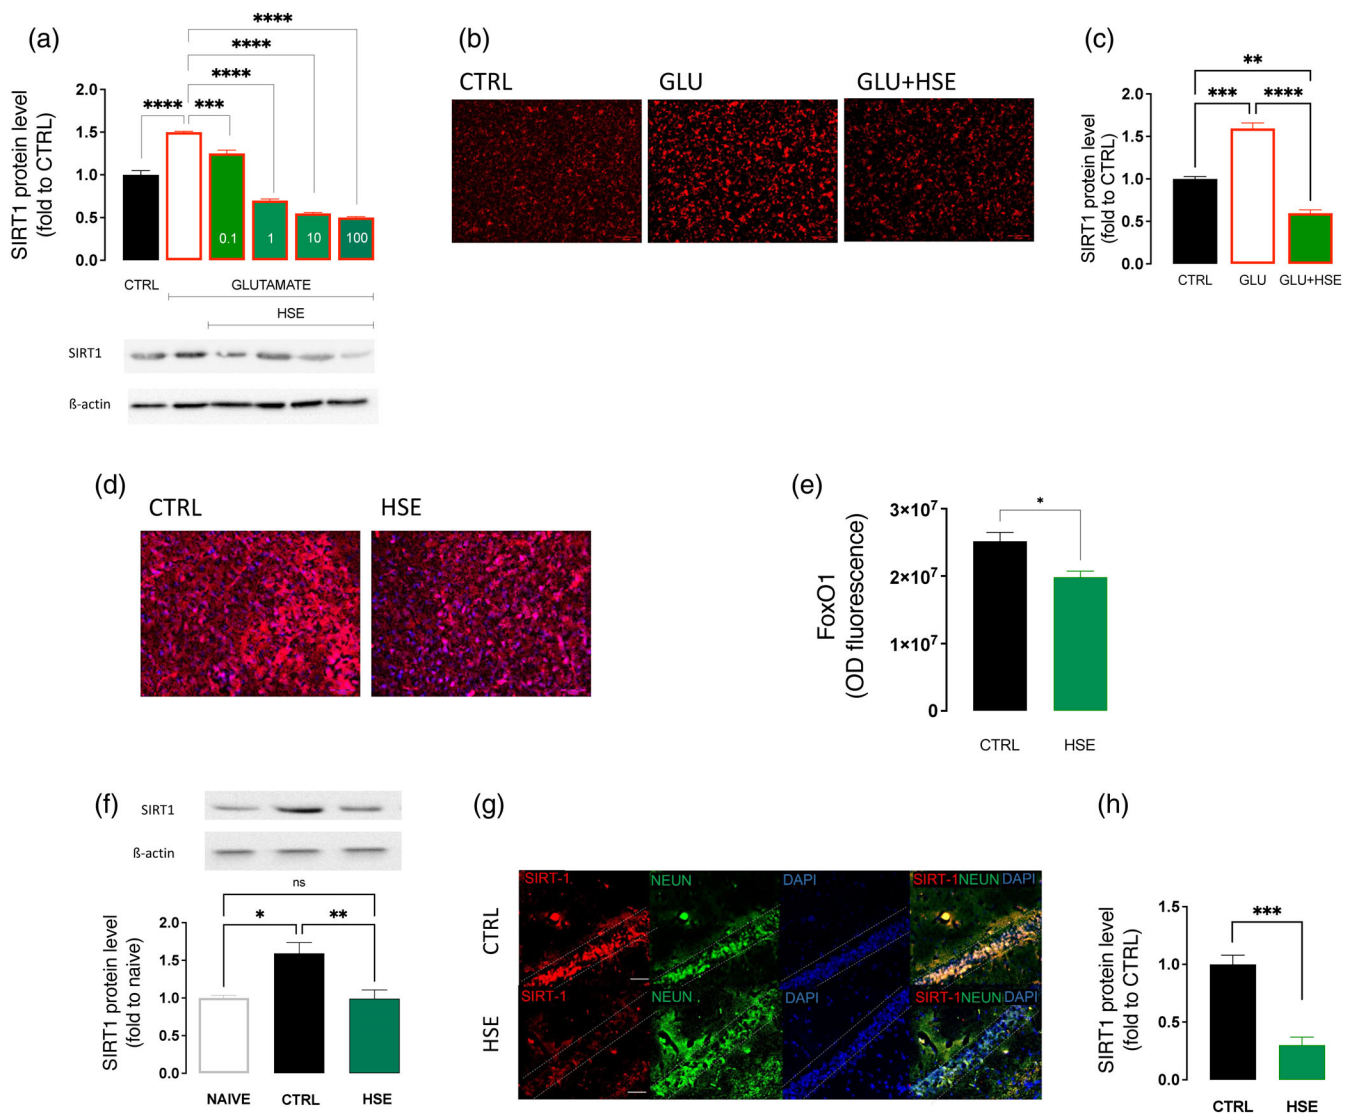 (a)
****
****
****
**** ***
SIRT1 protein level
(fold to CTRL)
2.0
1.5
1.0
0.5
0.0
0.1
1
10
100
CTRL
GLUTAMATE
HSE
SIRT1
ß-actin
(b)
CTRL
GLU
GLU+HSE
(c)
**
*** ****
SIRT1 protein level
(fold to CTRL)
2.0
1.5
1.0
0.5
0.0
CTRL GLU GLU+HSE
(d)
CTRL
HSE
(e)
*
FoxO1
(OD fluorescence)
3×10⁷
2×10⁷
1×10⁷
0
CTRL HSE
(f)
SIRT1
ß-actin
ns
* **
SIRT1 protein level
(fold to naive)
2.0
1.5
1.0
0.5
0.0
NAIVE CTRL HSE
(g)
CTRL
SIRT-1 NEUN DAPI SIRT-1NEUN DAPI
HSE
SIRT-1 NEUN DAPI SIRT-1NEUN DAPI
(h)
***
SIRT1 protein level
(fold to CTRL)
1.5
1.0
0.5
0.0
CTRL HSE